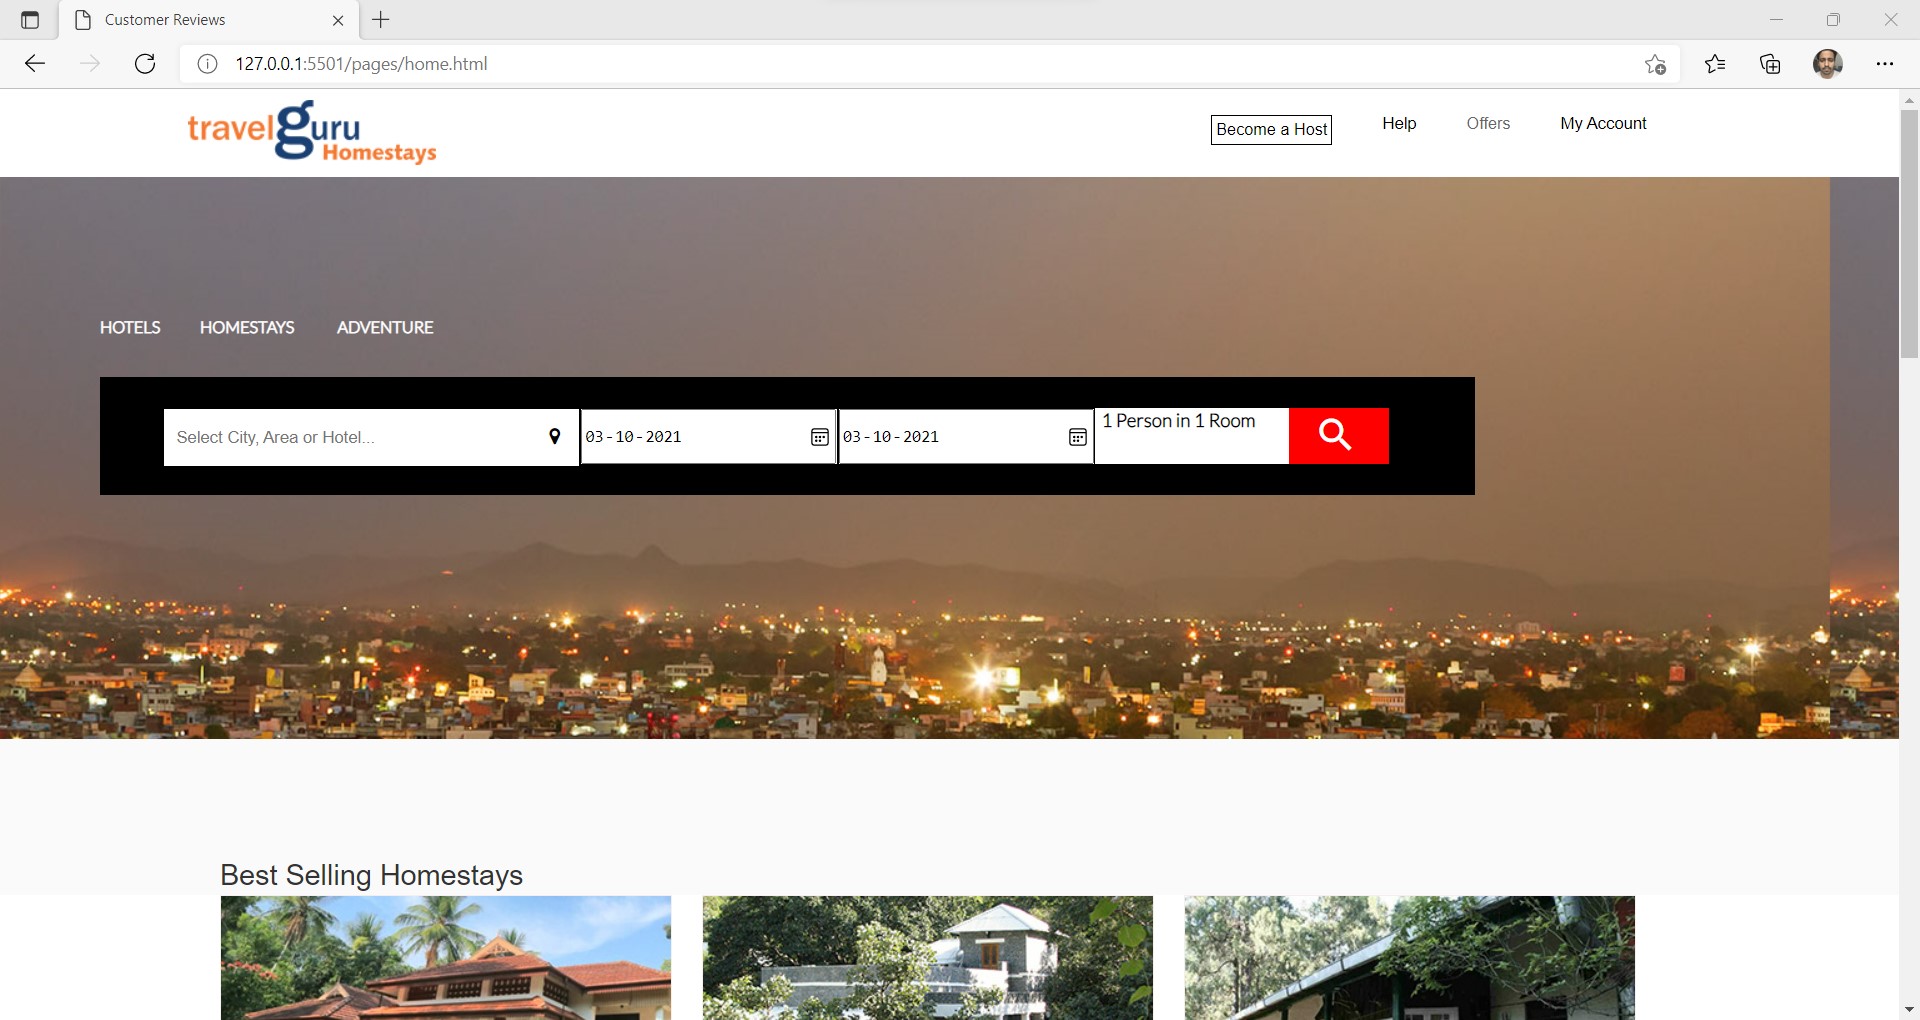 Customer Reviews
127.0.0.1:5501/pages/home.html
travelguru
Homestays
Become a Host Help Offers My Account
HOTELS HOMESTAYS ADVENTURE
Select City, Area or Hotel... 03-10-2021 03-10-2021 1 Person in 1 Room
Best Selling Homestays